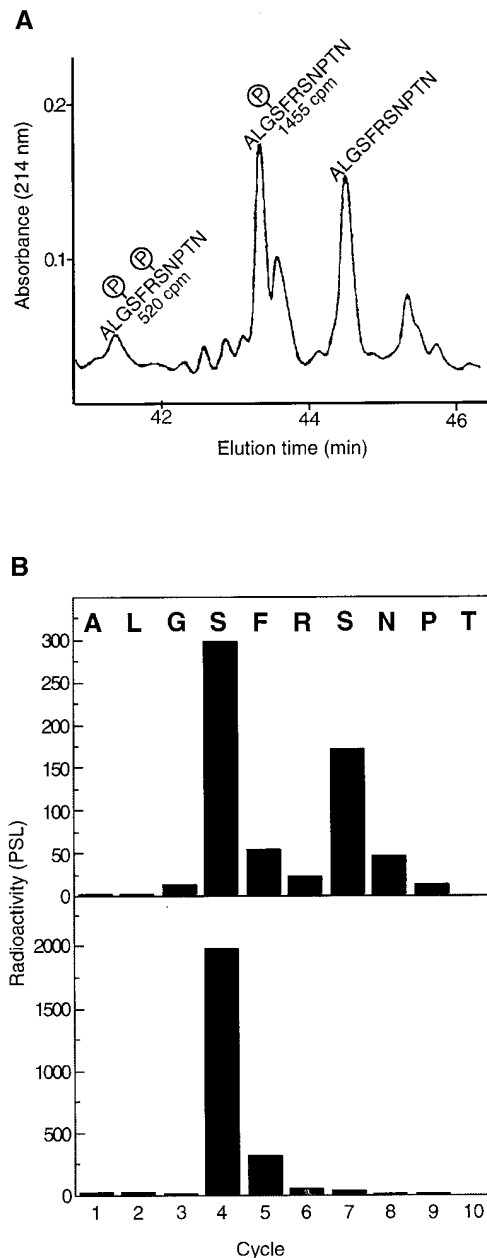 A
P
ALGSFRSNPTN
1455 cpm
ALGSFRSNPTN
P
P
ALGSFRSNPTN
520 cpm
0.2
0.1
Absorbance (214 nm)
42
44
46
Elution time (min)
B
A L G S F R S N P T
300
250
200
150
100
50
0
Radioactivity (PSL)
2000
1500
1000
500
0
1 2 3 4 5 6 7 8 9 10
Cycle